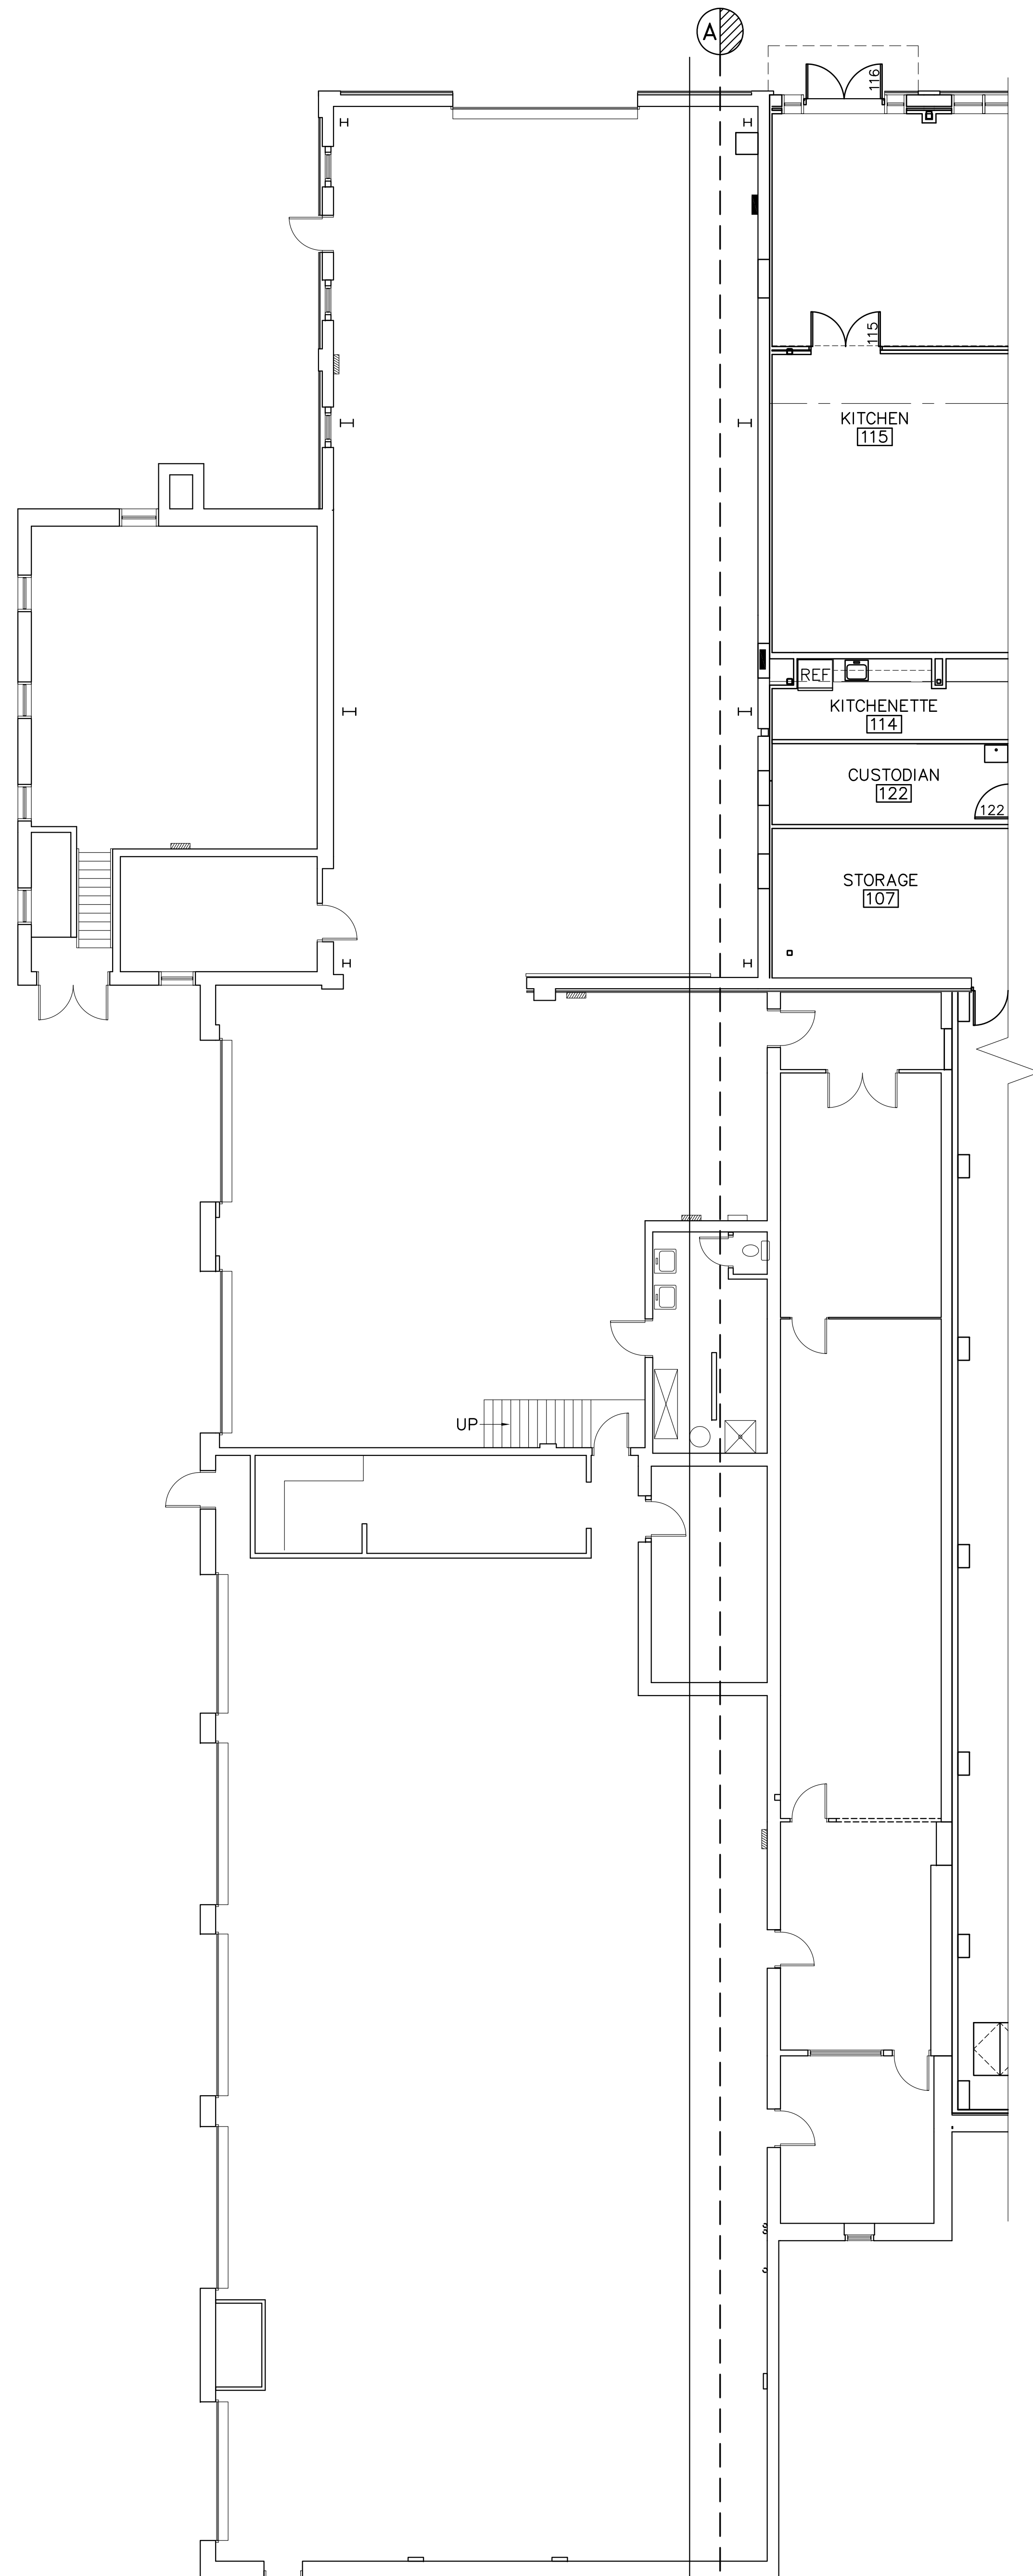 A
116
115
KITCHEN
115
REF
KITCHENETTE
114
CUSTODIAN
122
122
STORAGE
107
UP